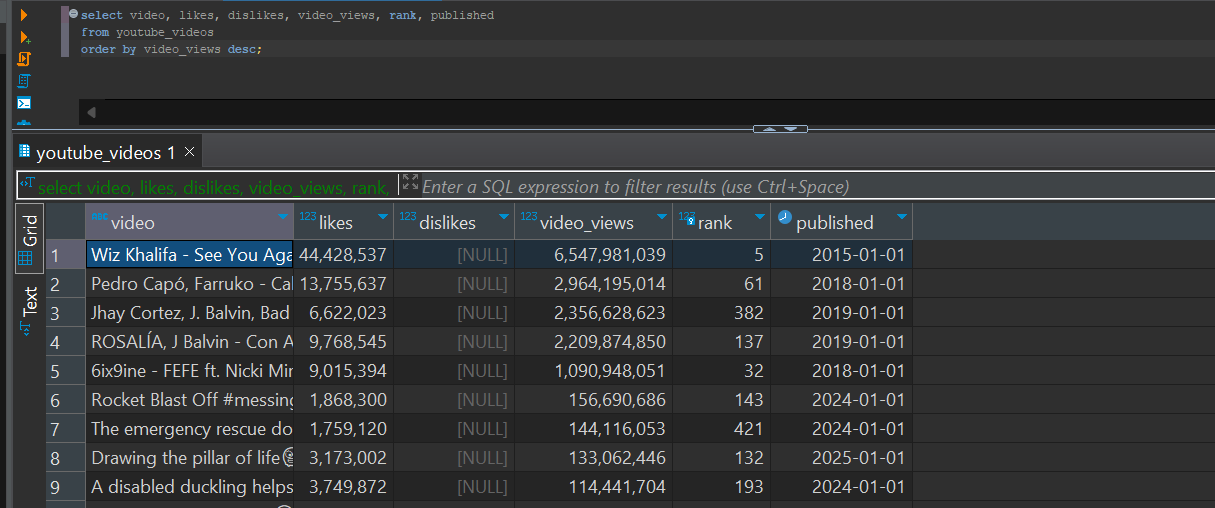 select video, likes, dislikes, video_views, rank, published
from youtube_videos
order by video_views desc;
youtube_videos 1
select video, likes, dislikes, video_views, rank, Enter a SQL expression to filter results (use Ctrl+Space)
Grid
Text
ABC video 123 likes 123 dislikes 123 video_views 123 rank published
1 Wiz Khalifa - See You Aga 44,428,537 [NULL] 6,547,981,039 5 2015-01-01
2 Pedro Capó, Farruko - Cal 13,755,637 [NULL] 2,964,195,014 61 2018-01-01
3 Jhay Cortez, J. Balvin, Bad 6,622,023 [NULL] 2,356,628,623 382 2019-01-01
4 ROSALÍA, J Balvin - Con A 9,768,545 [NULL] 2,209,874,850 137 2019-01-01
5 6ix9ine - FEFE ft. Nicki Mir 9,015,394 [NULL] 1,090,948,051 32 2018-01-01
6 Rocket Blast Off #messing 1,868,300 [NULL] 156,690,686 143 2024-01-01
7 The emergency rescue do 1,759,120 [NULL] 144,116,053 421 2024-01-01
8 Drawing the pillar of life 3,173,002 [NULL] 133,062,446 132 2025-01-01
9 A disabled duckling helps 3,749,872 [NULL] 114,441,704 193 2024-01-01